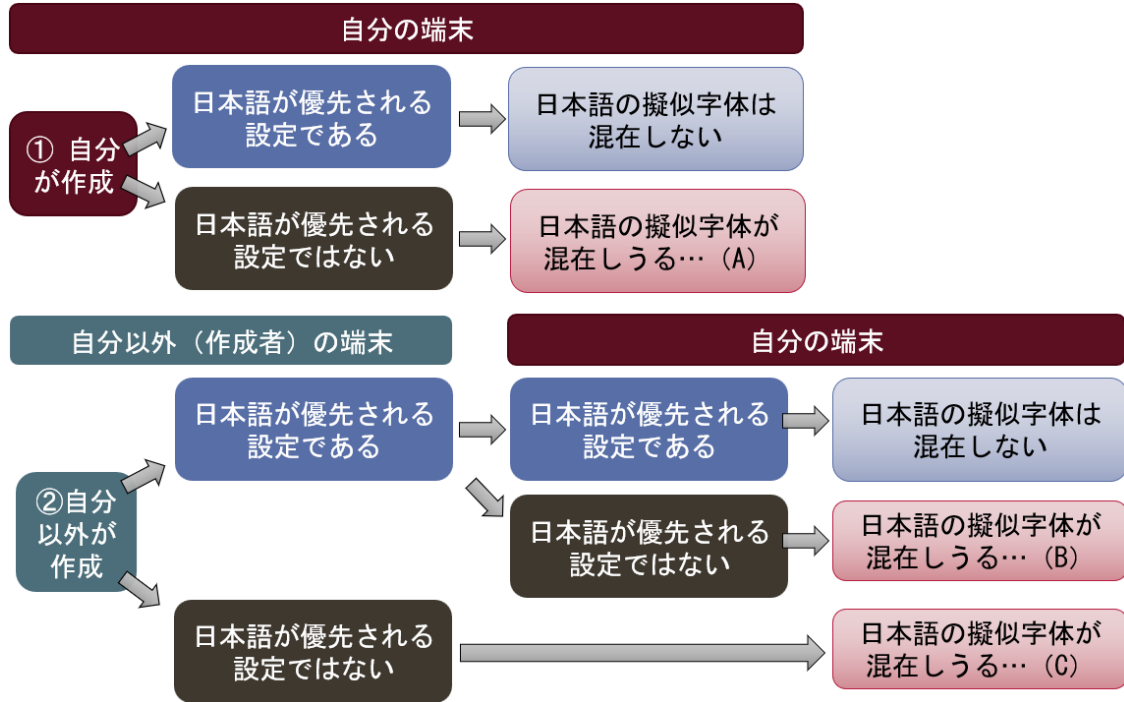 自分の端末
① 自分
が作成
日本語が優先される
設定である
日本語の擬似字体は
混在しない
日本語が優先される
設定ではない
日本語の擬似字体が
混在しうる…（A）
自分以外（作成者）の端末
自分の端末
②自分
以外が
作成
日本語が優先される
設定である
日本語が優先される
設定である
日本語の擬似字体は
混在しない
日本語が優先される
設定ではない
日本語の擬似字体が
混在しうる…（B）
日本語が優先される
設定ではない
日本語の擬似字体が
混在しうる…（C）